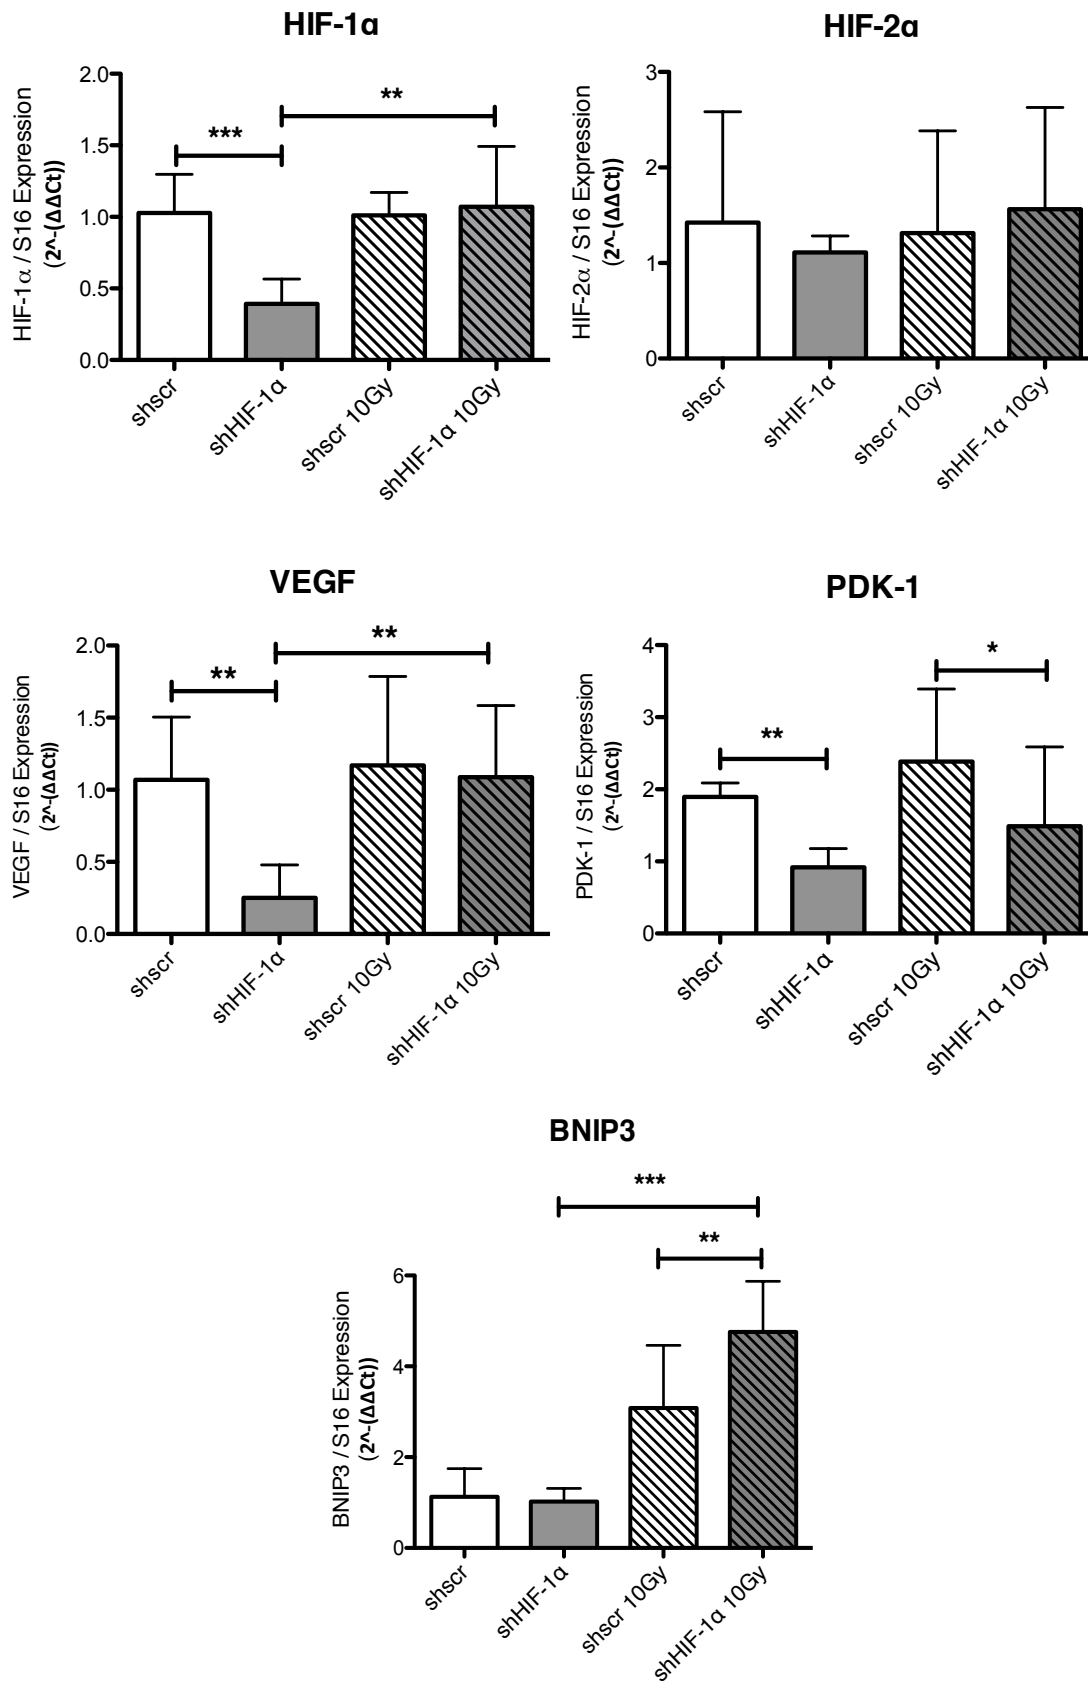 HIF-1α
HIF-1α / S16 Expression
(2^-(ΔΔCt))
2.0
1.5
1.0
0.5
0.0
***
**
shscr
shHIF-1α
shscr 10Gy
shHIF-1α 10Gy
HIF-2α
HIF-2α / S16 Expression
(2^-(ΔΔCt))
3
2
1
0
shscr
shHIF-1α
shscr 10Gy
shHIF-1α 10Gy
VEGF
VEGF / S16 Expression
(2^-(ΔΔCt))
2.0
1.5
1.0
0.5
0.0
**
**
shscr
shHIF-1α
shscr 10Gy
shHIF-1α 10Gy
PDK-1
PDK-1 / S16 Expression
(2^-(ΔΔCt))
4
3
2
1
0
**
*
shscr
shHIF-1α
shscr 10Gy
shHIF-1α 10Gy
BNIP3
***
**
BNIP3 / S16 Expression
(2^-(ΔΔCt))
6
4
2
0
shscr
shHIF-1α
shscr 10Gy
shHIF-1α 10Gy